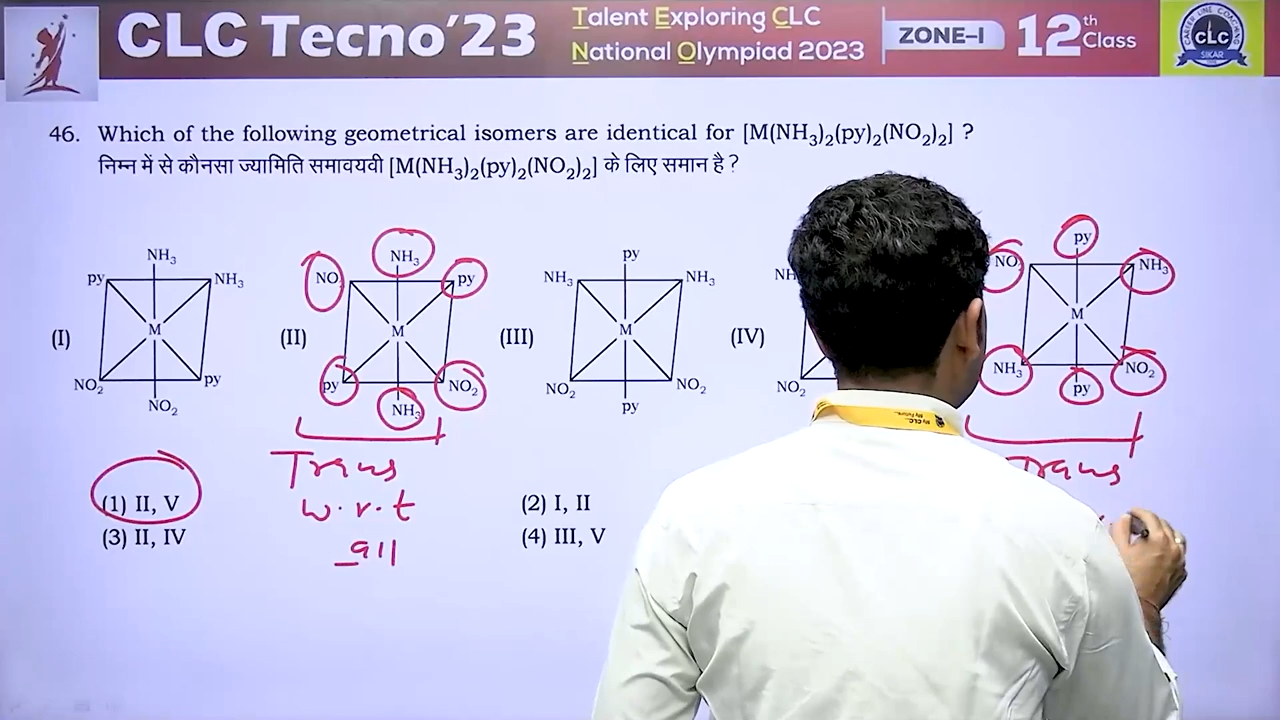 CLC Tecno'23
Talent Exploring CLC
National Olympiad 2023
ZONE–I
12th Class
CAREER LINE COACHING
CLC
SIKAR
46. Which of the following geometrical isomers are identical for [M(NH3)2(py)2(NO2)2] ?
निम्न में से कौनसा ज्यामिति समावयवी [M(NH3)2(py)2(NO2)2] के लिए समान है ?
(I)
NH3
py
NH3
M
NO2
py
NO2
(II)
NH3
NO
py
M
py
NO2
NH3
(III)
py
NH3
NH3
M
NO2
NO2
py
(IV)
NH
NO2
py
NO
NH3
M
NH3
NO2
py
Trans
w.r.t
all
Trans
(1) II, V
(2) I, II
(3) II, IV
(4) III, V